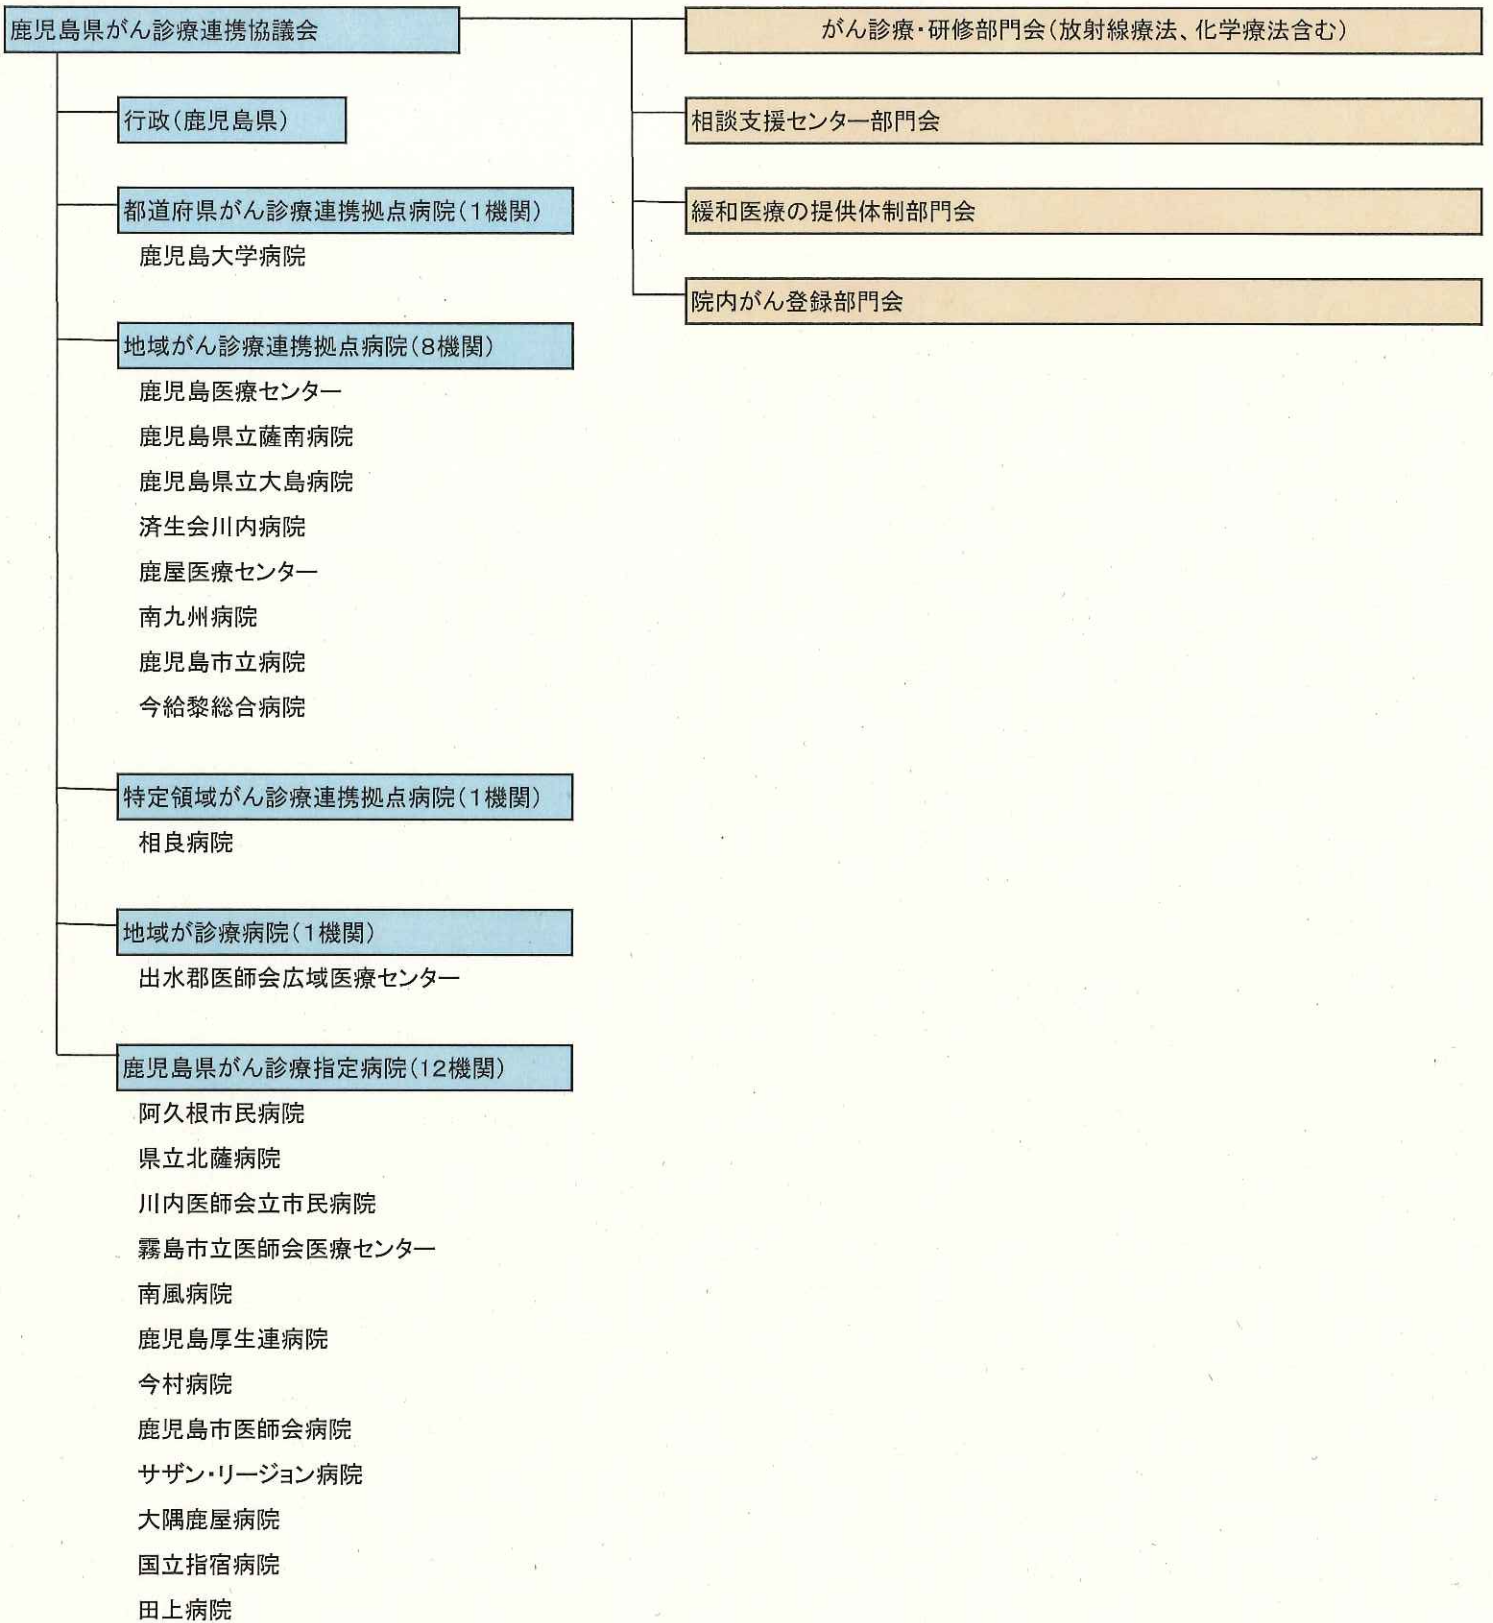 鹿児島県がん診療連携協議会
がん診療・研修部門会(放射線療法、化学療法含む)
行政(鹿児島県)
相談支援センター部門会
都道府県がん診療連携拠点病院(1機関)
緩和医療の提供体制部門会
鹿児島大学病院
院内がん登録部門会
地域がん診療連携拠点病院(8機関)
鹿児島医療センター
鹿児島県立薩南病院
鹿児島県立大島病院
済生会川内病院
鹿屋医療センター
南九州病院
鹿児島市立病院
今給黎総合病院
特定領域がん診療連携拠点病院(1機関)
相良病院
地域が診療病院(1機関)
出水郡医師会広域医療センター
鹿児島県がん診療指定病院(12機関)
阿久根市民病院
県立北薩病院
川内医師会立市民病院
霧島市立医師会医療センター
南風病院
鹿児島厚生連病院
今村病院
鹿児島市医師会病院
サザン・リージョン病院
大隅鹿屋病院
国立指宿病院
田上病院